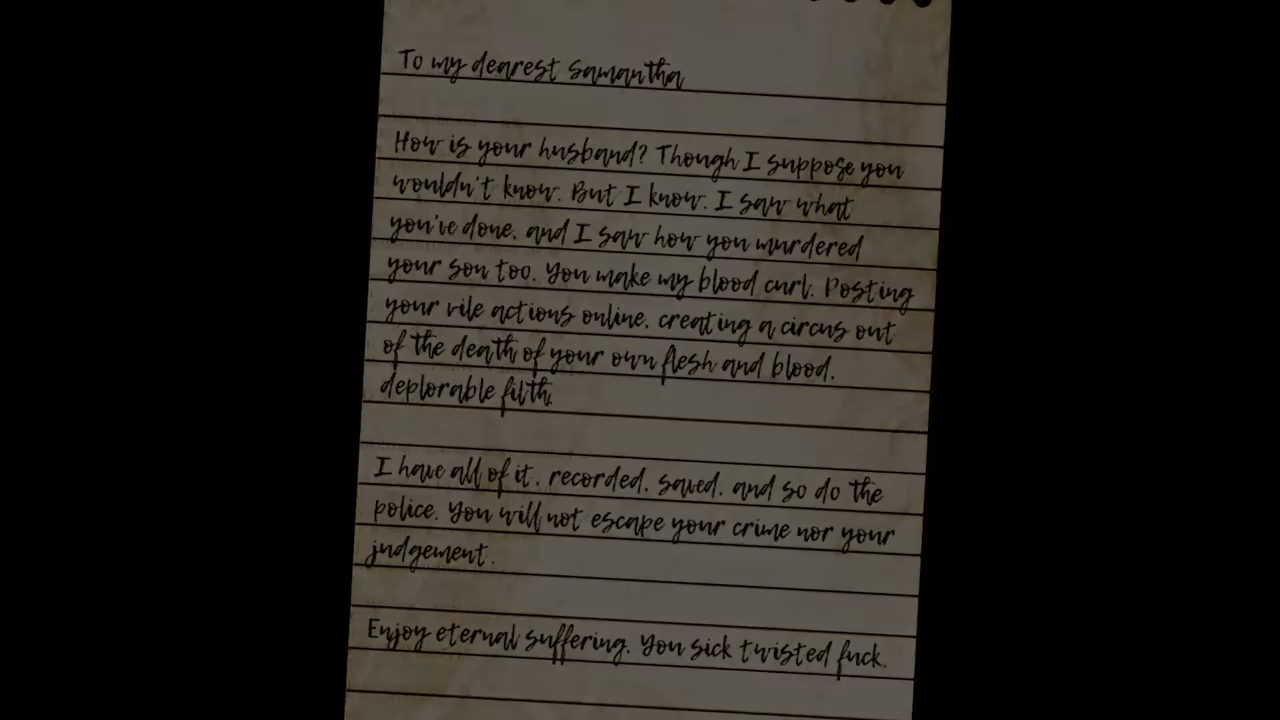 To my dearest Samantha
How is your husband? Though I suppose you
wouldn't know. But I know. I saw what
you've done. and I saw how you murdered
your son too. You make my blood curl. Posting
your vile actions online. creating a circus out
of the death of your own flesh and blood.
deplorable filth.
I have all of it. recorded. saved. and so do the
police. You will not escape your crime nor your
judgement.
Enjoy eternal suffering. You sick twisted fuck.